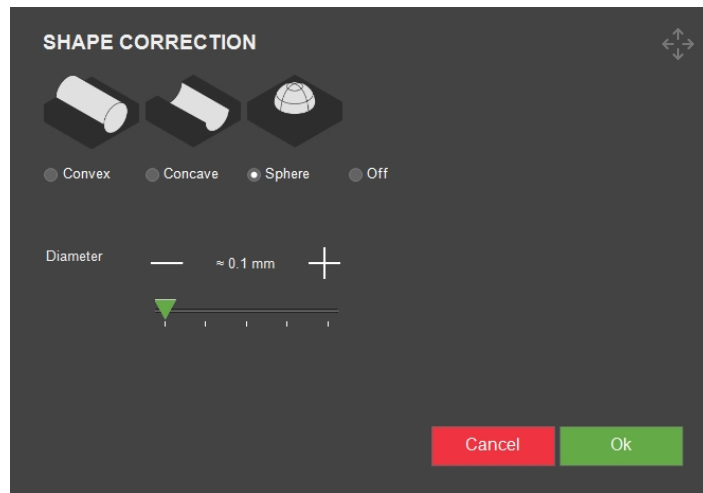 SHAPE CORRECTION
Convex Concave Sphere Off
Diameter ≈ 0.1 mm
Cancel Ok